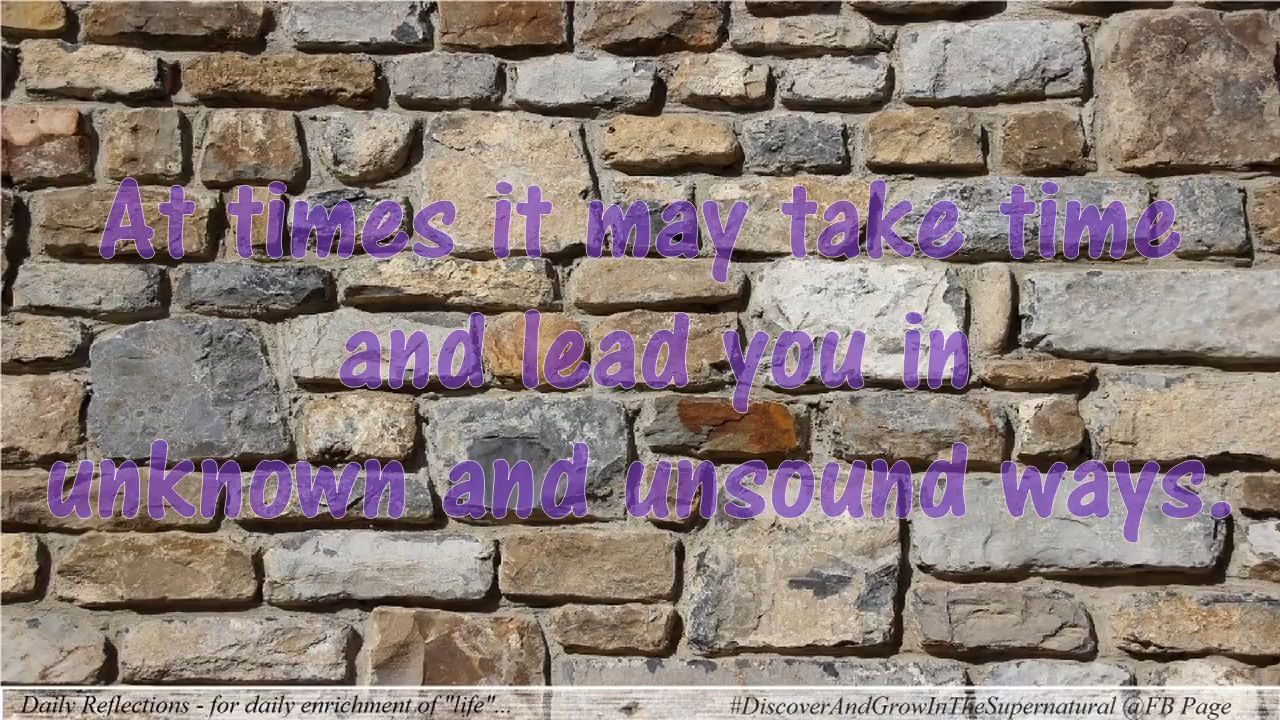 At times it may take time
and lead you in
unknown and unsound ways.
Daily Reflections - for daily enrichment of "life"...
#DiscoverAndGrowInTheSupernatural @FB Page